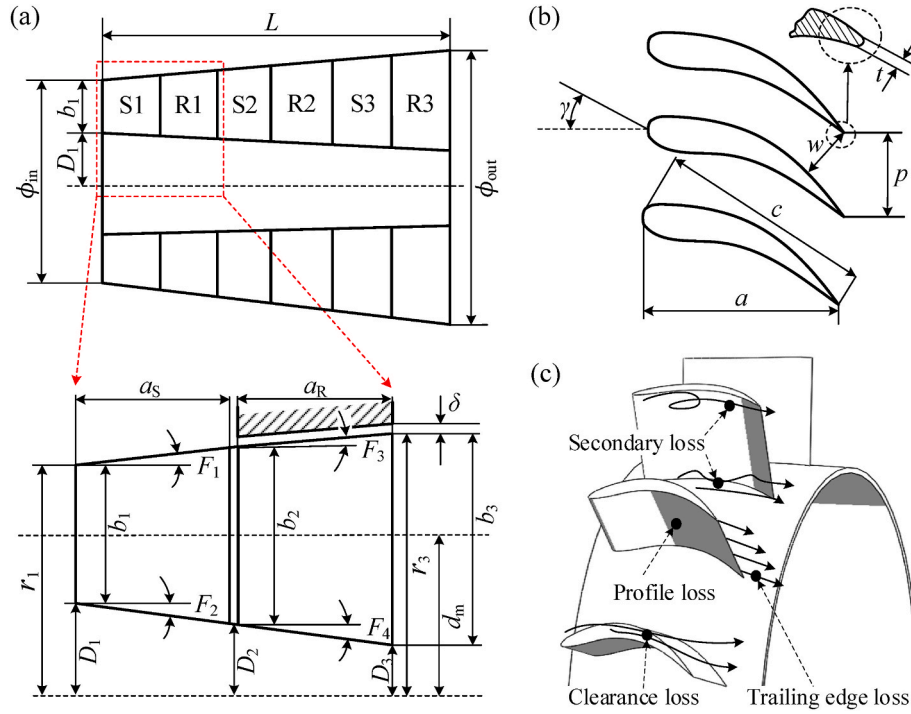 (a)
L
S1 R1 S2 R2 S3 R3
b1
D1
ϕin
ϕout
aS
aR
δ
F1
F3
b1
b2
b3
r1
r3
dm
F2
F4
D1
D2
D3
(b)
t
γ
w
p
c
a
(c)
Secondary loss
Profile loss
Clearance loss
Trailing edge loss